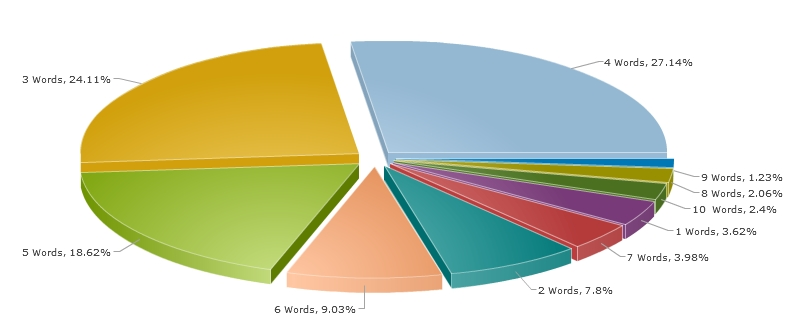 3 Words, 24.11%
4 Words, 27.14%
9 Words, 1.23%
8 Words, 2.06%
10  Words, 2.4%
1 Words, 3.62%
7 Words, 3.98%
2 Words, 7.8%
6 Words, 9.03%
5 Words, 18.62%